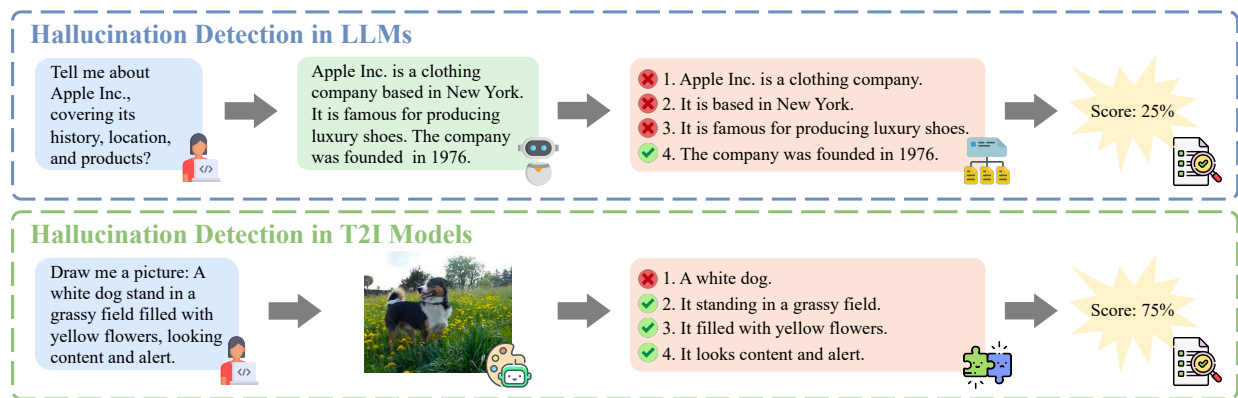 Hallucination Detection in LLMs
Tell me about
Apple Inc.,
covering its
history, location,
and products?
Apple Inc. is a clothing
company based in New York.
It is famous for producing
luxury shoes. The company
was founded in 1976.
1. Apple Inc. is a clothing company.
2. It is based in New York.
3. It is famous for producing luxury shoes.
4. The company was founded in 1976.
Score: 25%
Hallucination Detection in T2I Models
Draw me a picture: A
white dog stand in a
grassy field filled with
yellow flowers, looking
content and alert.
1. A white dog.
2. It standing in a grassy field.
3. It filled with yellow flowers.
4. It looks content and alert.
Score: 75%